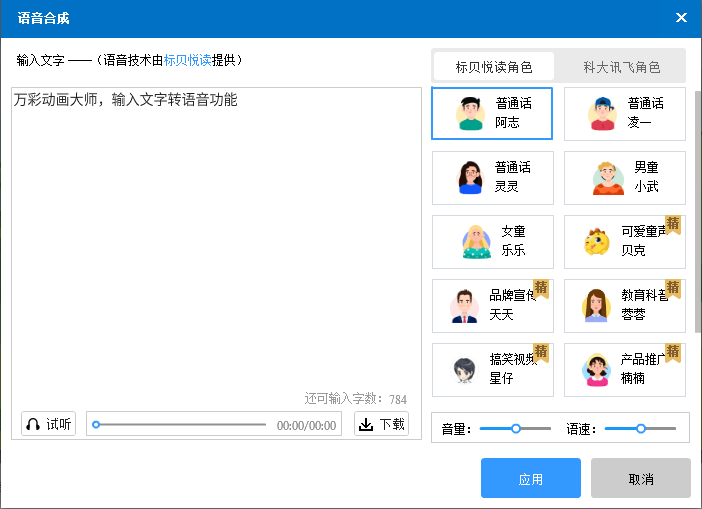 语音合成
输入文字 ——（语音技术由标贝悦读提供）
标贝悦读角色
科大讯飞角色
万彩动画大师，输入文字转语音功能
普通话
阿志
普通话
凌一
普通话
灵灵
男童
小武
女童
乐乐
可爱童声
贝克
精
品牌宣传
天天
精
教育科普
蓉蓉
精
搞笑视频
星仔
精
产品推广
楠楠
精
还可输入字数：784
试听
00:00/00:00
下载
音量：
语速：
应用
取消